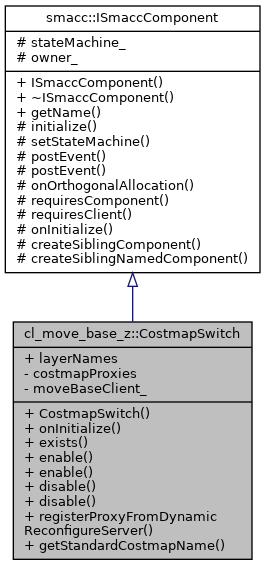 smacc::ISmaccComponent
# stateMachine_
# owner_
+ ISmaccComponent()
+ ~ISmaccComponent()
+ getName()
# initialize()
# setStateMachine()
# postEvent()
# postEvent()
# onOrthogonalAllocation()
# requiresComponent()
# requiresClient()
# onInitialize()
# createSiblingComponent()
# createSiblingNamedComponent()
cl_move_base_z::CostmapSwitch
+ layerNames
- costmapProxies
- moveBaseClient_
+ CostmapSwitch()
+ onInitialize()
+ exists()
+ enable()
+ enable()
+ disable()
+ disable()
+ registerProxyFromDynamic
ReconfigureServer()
+ getStandardCostmapName()